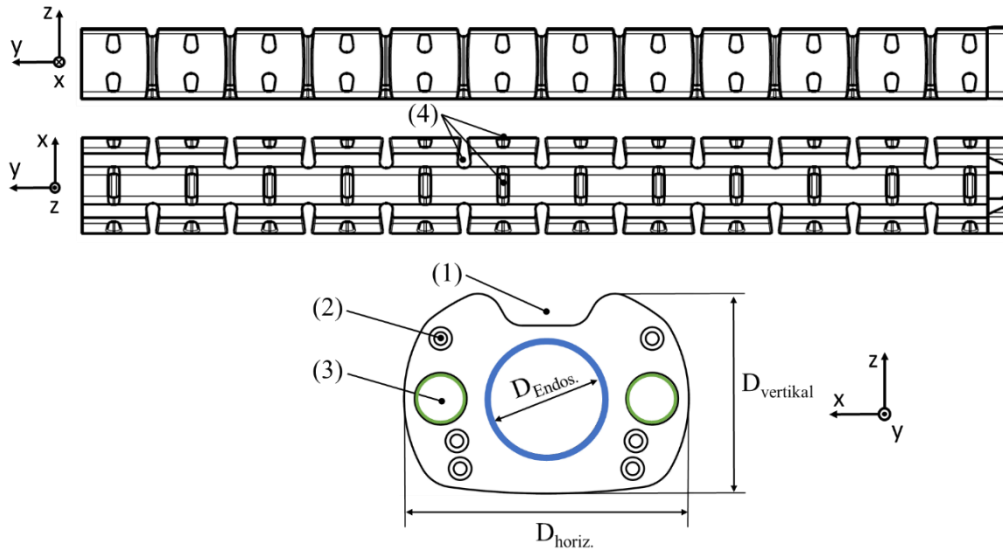 z
y
x
(4)
x
y
z
(1)
(2)
(3)
D_Endos.
D_vertikal
z
x
y
D_horiz.